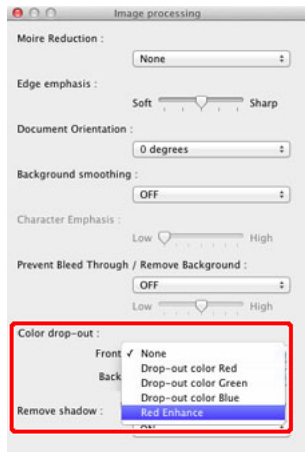 Image processing
Moire Reduction :
None
Edge emphasis :
Soft Sharp
Document Orientation :
0 degrees
Background smoothing :
OFF
Character Emphasis :
Low High
Prevent Bleed Through / Remove Background :
OFF
Low High
Color drop-out :
Front ✓ None
Drop-out color Red
Back Drop-out color Green
Drop-out color Blue
Remove shadow : Red Enhance
ON